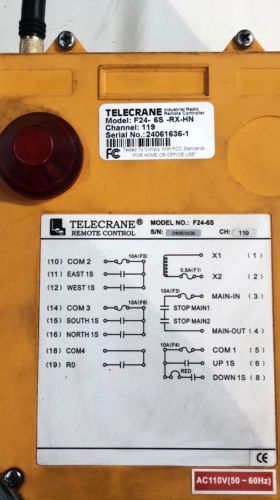 TELECRANE Industrial Radio Remote Controller
Model: F24- 6S -RX-HN
Channel: 119
Serial No.:24061636-1
FC Tested To Comply With FCC Standards
"FOR HOME OR OFFICE USE"
TELECRANE® MODEL NO.: F24-6S
REMOTE CONTROL S/N: 24061636 CH: 119
(10) COM 2 10A(F5)
(11) EAST 1S
(12) WEST 1S
(14) COM 3 10A(F6)
(15) SOUTH 1S
(16) NORTH 1S
(18) COM4
(19) R0
X1 (1)
0.5A(F1) X2 (2)
10A(F3) MAIN-IN (3)
STOP MAIN1
STOP MAIN2
MAIN-OUT (4)
10A(F4) COM 1 (5)
UP 1S (6)
RED DOWN 1S (8)
CE
AC110V(50~60Hz)